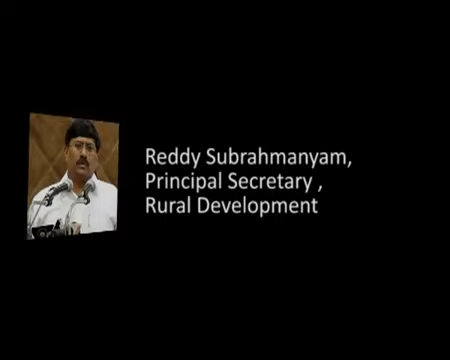 Reddy Subrahmanyam,
Principal Secretary ,
Rural Development